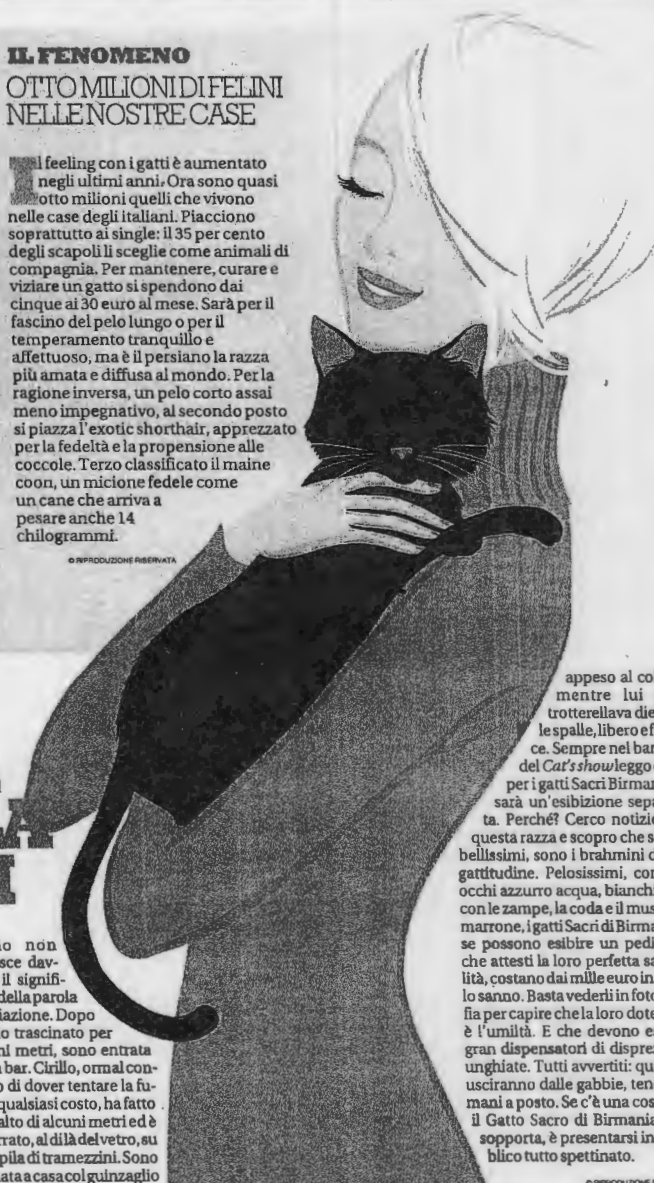 IL FENOMENO
OTTO MILIONI DI FELINI
NELLE NOSTRE CASE
Il feeling con i gatti è aumentato
negli ultimi anni. Ora sono quasi
otto milioni quelli che vivono
nelle case degli italiani. Piacciono
soprattutto ai single: il 35 per cento
degli scapoli li sceglie come animali di
compagnia. Per mantenere, curare e
viziare un gatto si spendono dai
cinque ai 30 euro al mese. Sarà per il
fascino del pelo lungo o per il
temperamento tranquillo e
affettuoso, ma è il persiano la razza
più amata e diffusa al mondo. Per la
ragione inversa, un pelo corto assai
meno impegnativo, al secondo posto
si piazza l'exotic shorthair, apprezzato
per la fedeltà e la propensione alle
coccole. Terzo classificato il maine
coon, un micione fedele come
un cane che arriva a
pesare anche 14
chilogrammi.
© RIPRODUZIONE RISERVATA
LA
I
no non
sce dav-
il signifi-
della parola
iazione. Dopo
o trascinato per
ni metri, sono entrata
bar. Cirillo, ormai con-
o di dover tentare la fu-
qualsiasi costo, ha fatto
alto di alcuni metri ed è
rrato, al di là del vetro, su
pila di tramezzini. Sono
ata a casa col guinzaglio
appeso al co
mentre lui
trotterellava die
le spalle, libero e f
ce. Sempre nel ban
del Cat's show leggo
per i gatti Sacri Birman
sarà un'esibizione sepa
ta. Perché? Cerco notizie
questa razza e scopro che s
bellissimi, sono i brahmini d
gattitudine. Pelosissimi, con
occhi azzurro acqua, bianchi
con le zampe, la coda e il mus
marrone, i gatti Sacri di Birma
se possono esibire un pedi
che attesti la loro perfetta sa
lità, costano dai mille euro in
lo sanno. Basta vederli in foto
fia per capire che la loro dote
è l'umiltà. E che devono es
gran dispensatori di disprez
unghiate. Tutti avvertiti: qu
usciranno dalle gabbie, ten
mani a posto. Se c'è una cos
il Gatto Sacro di Birmania
sopporta, è presentarsi in
blico tutto spettinato.